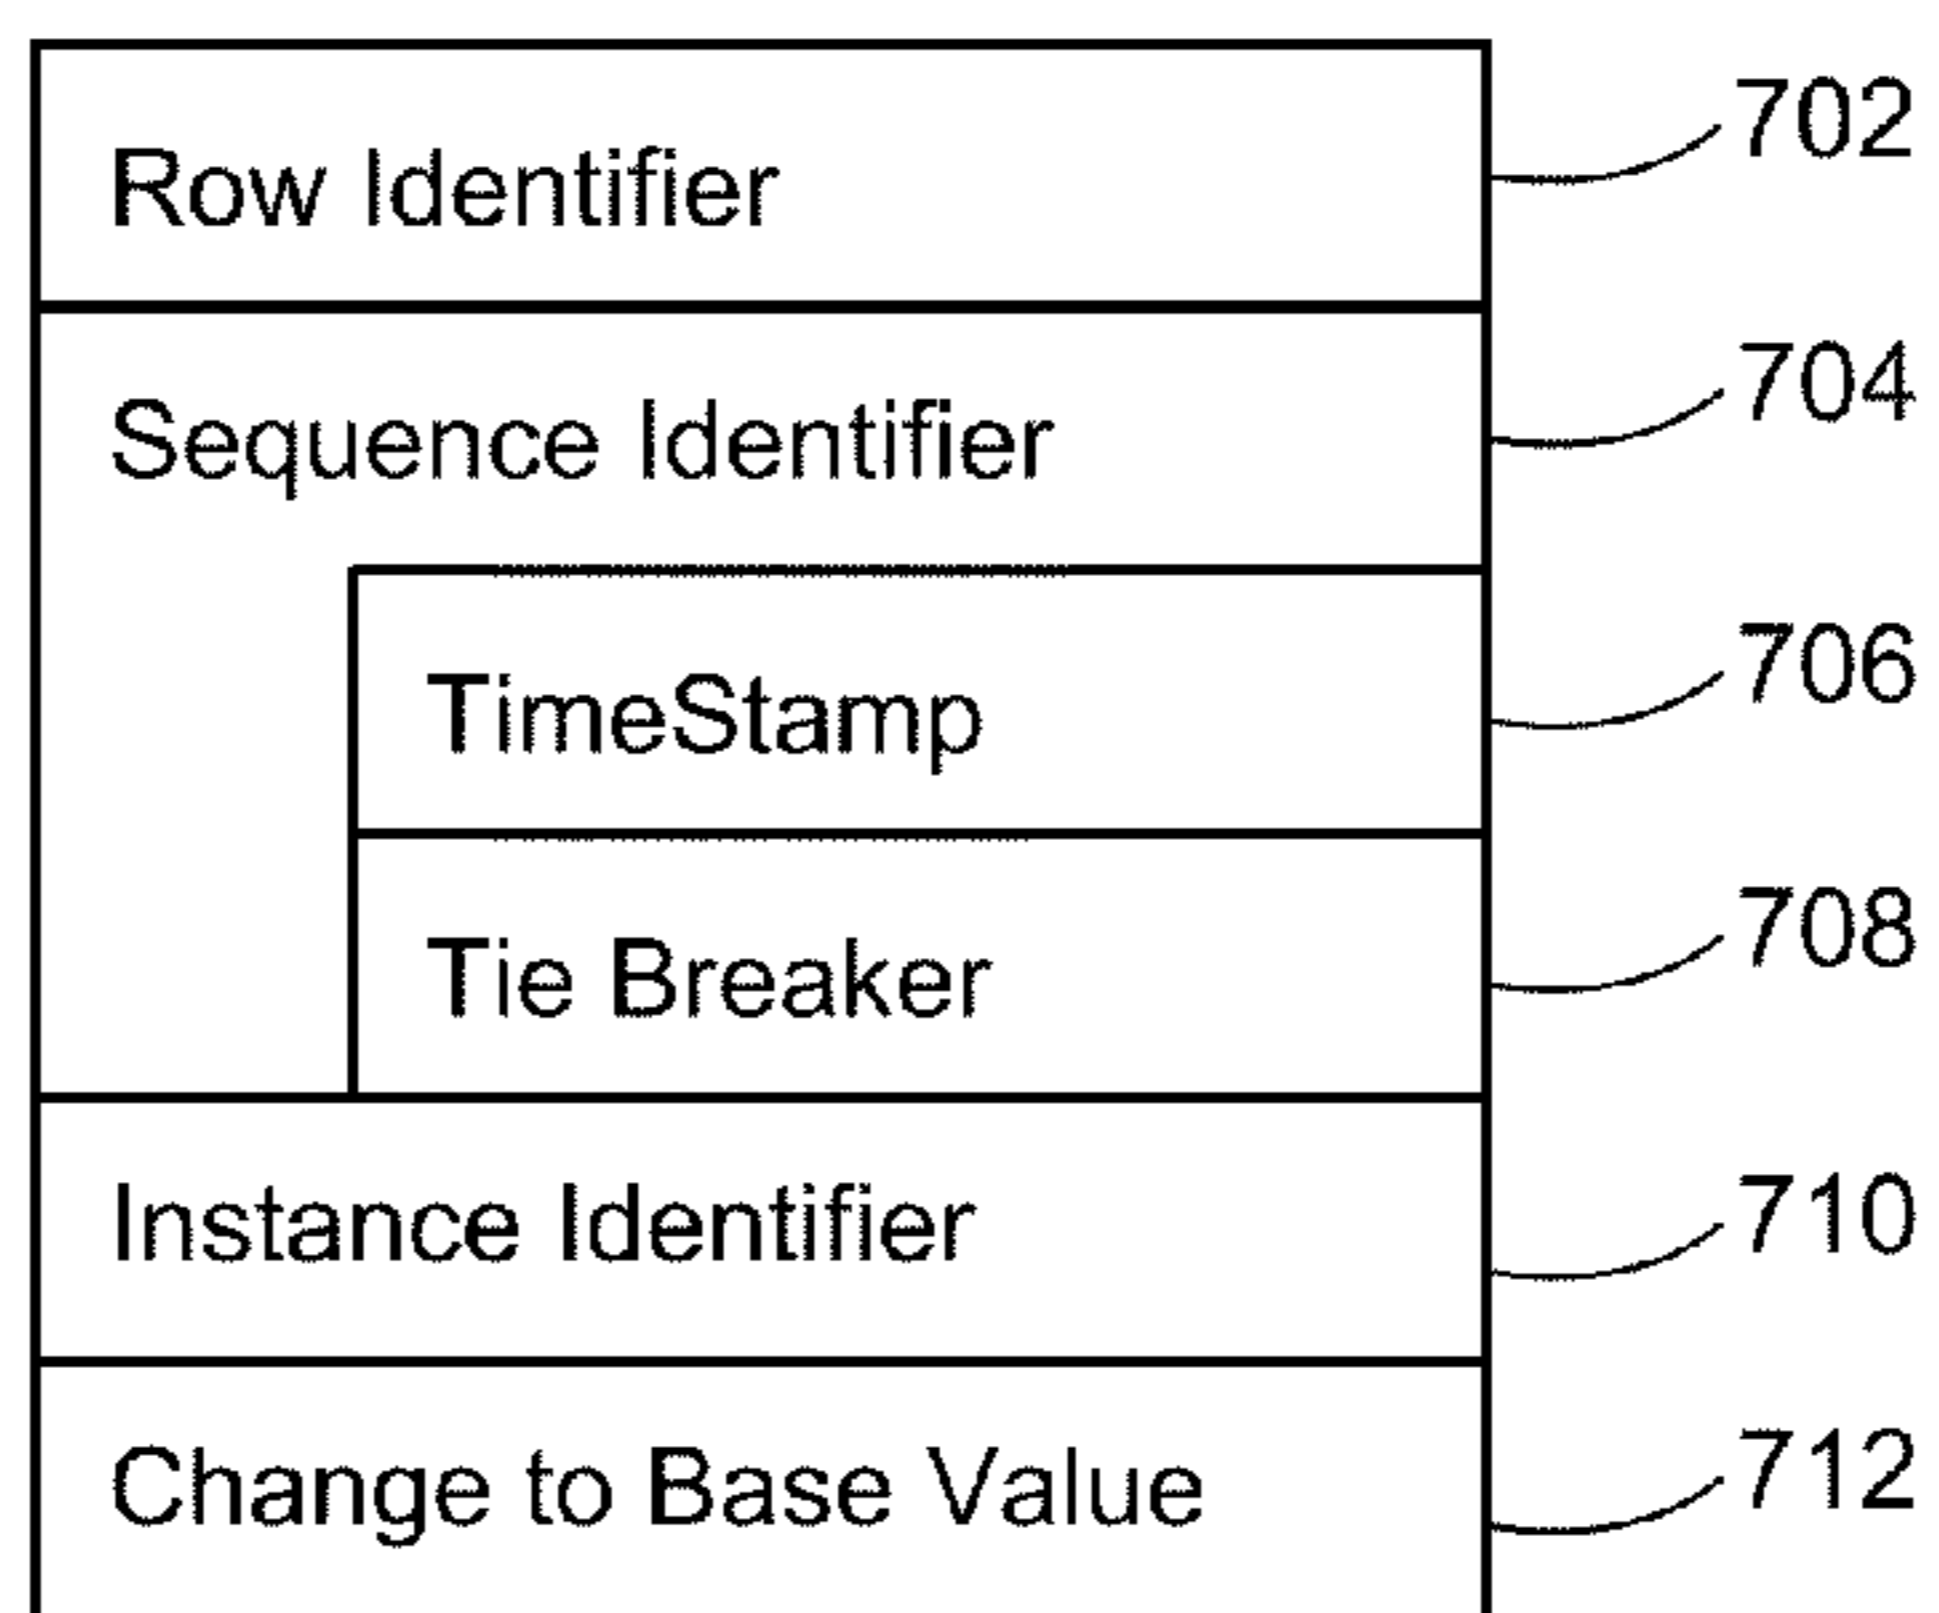 Row Identifier 702
Sequence Identifier 704
TimeStamp 706
Tie Breaker 708
Instance Identifier 710
Change to Base Value 712